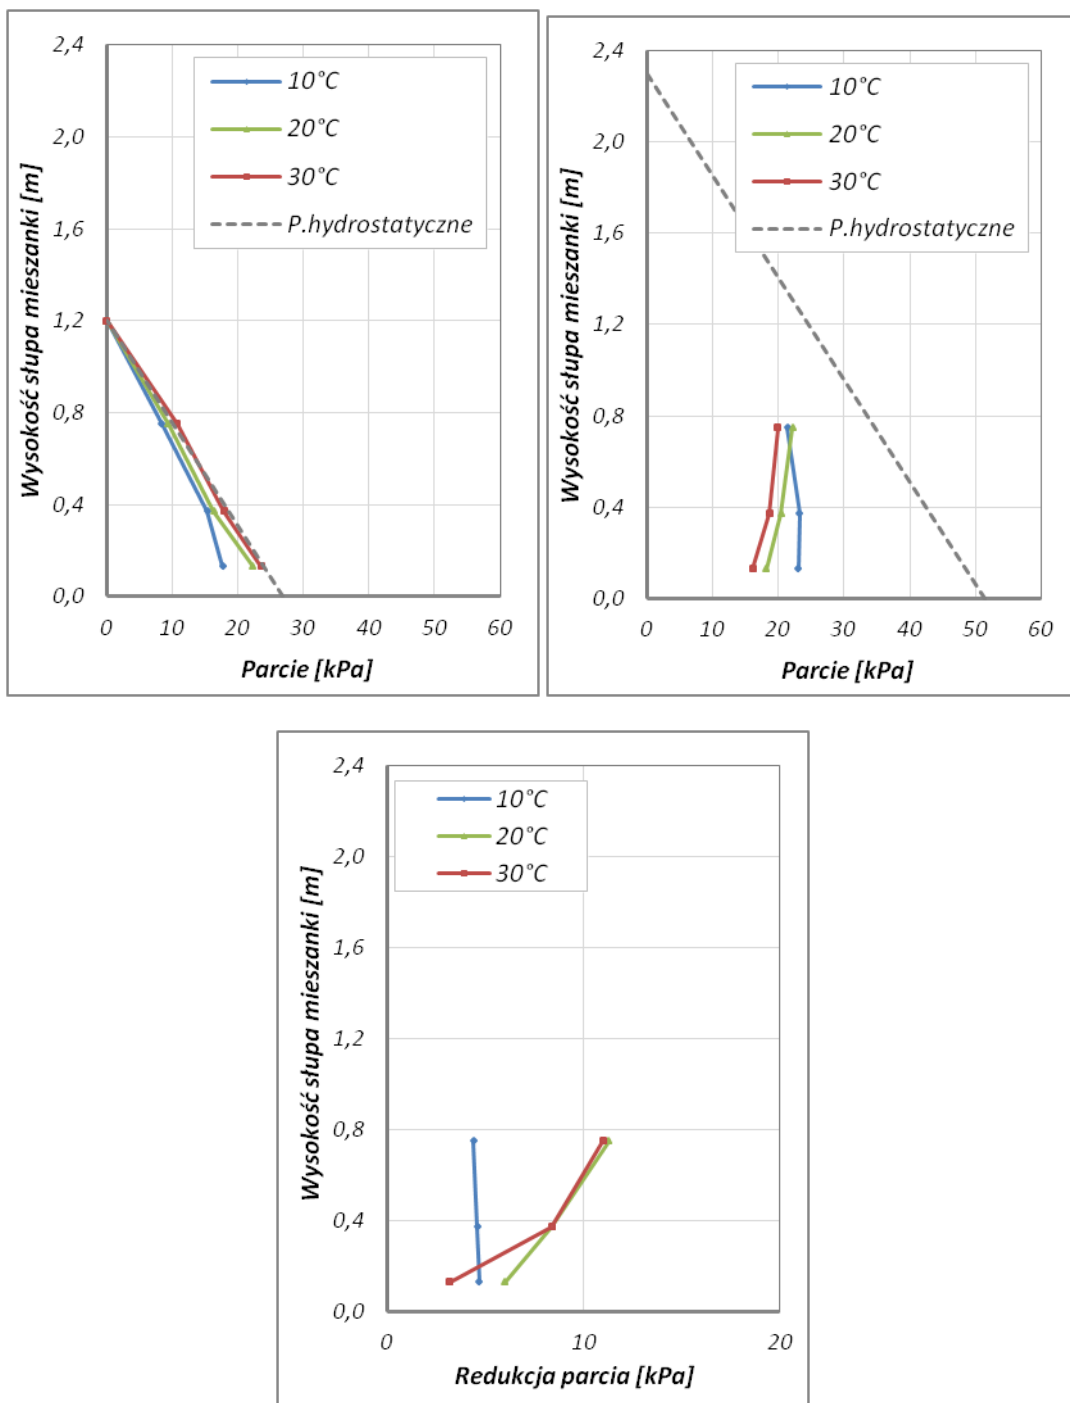 2,4
2,0
1,6
1,2
0,8
0,4
0,0
Wysokość słupa mieszanki [m]
10°C
20°C
30°C
P.hydrostatyczne
0 10 20 30 40 50 60
Parcie [kPa]
2,4
2,0
1,6
1,2
0,8
0,4
0,0
Wysokość słupa mieszanki [m]
10°C
20°C
30°C
P.hydrostatyczne
0 10 20 30 40 50 60
Parcie [kPa]
2,4
2,0
1,6
1,2
0,8
0,4
0,0
Wysokość słupa mieszanki [m]
10°C
20°C
30°C
0 10 20
Redukcja parcia [kPa]